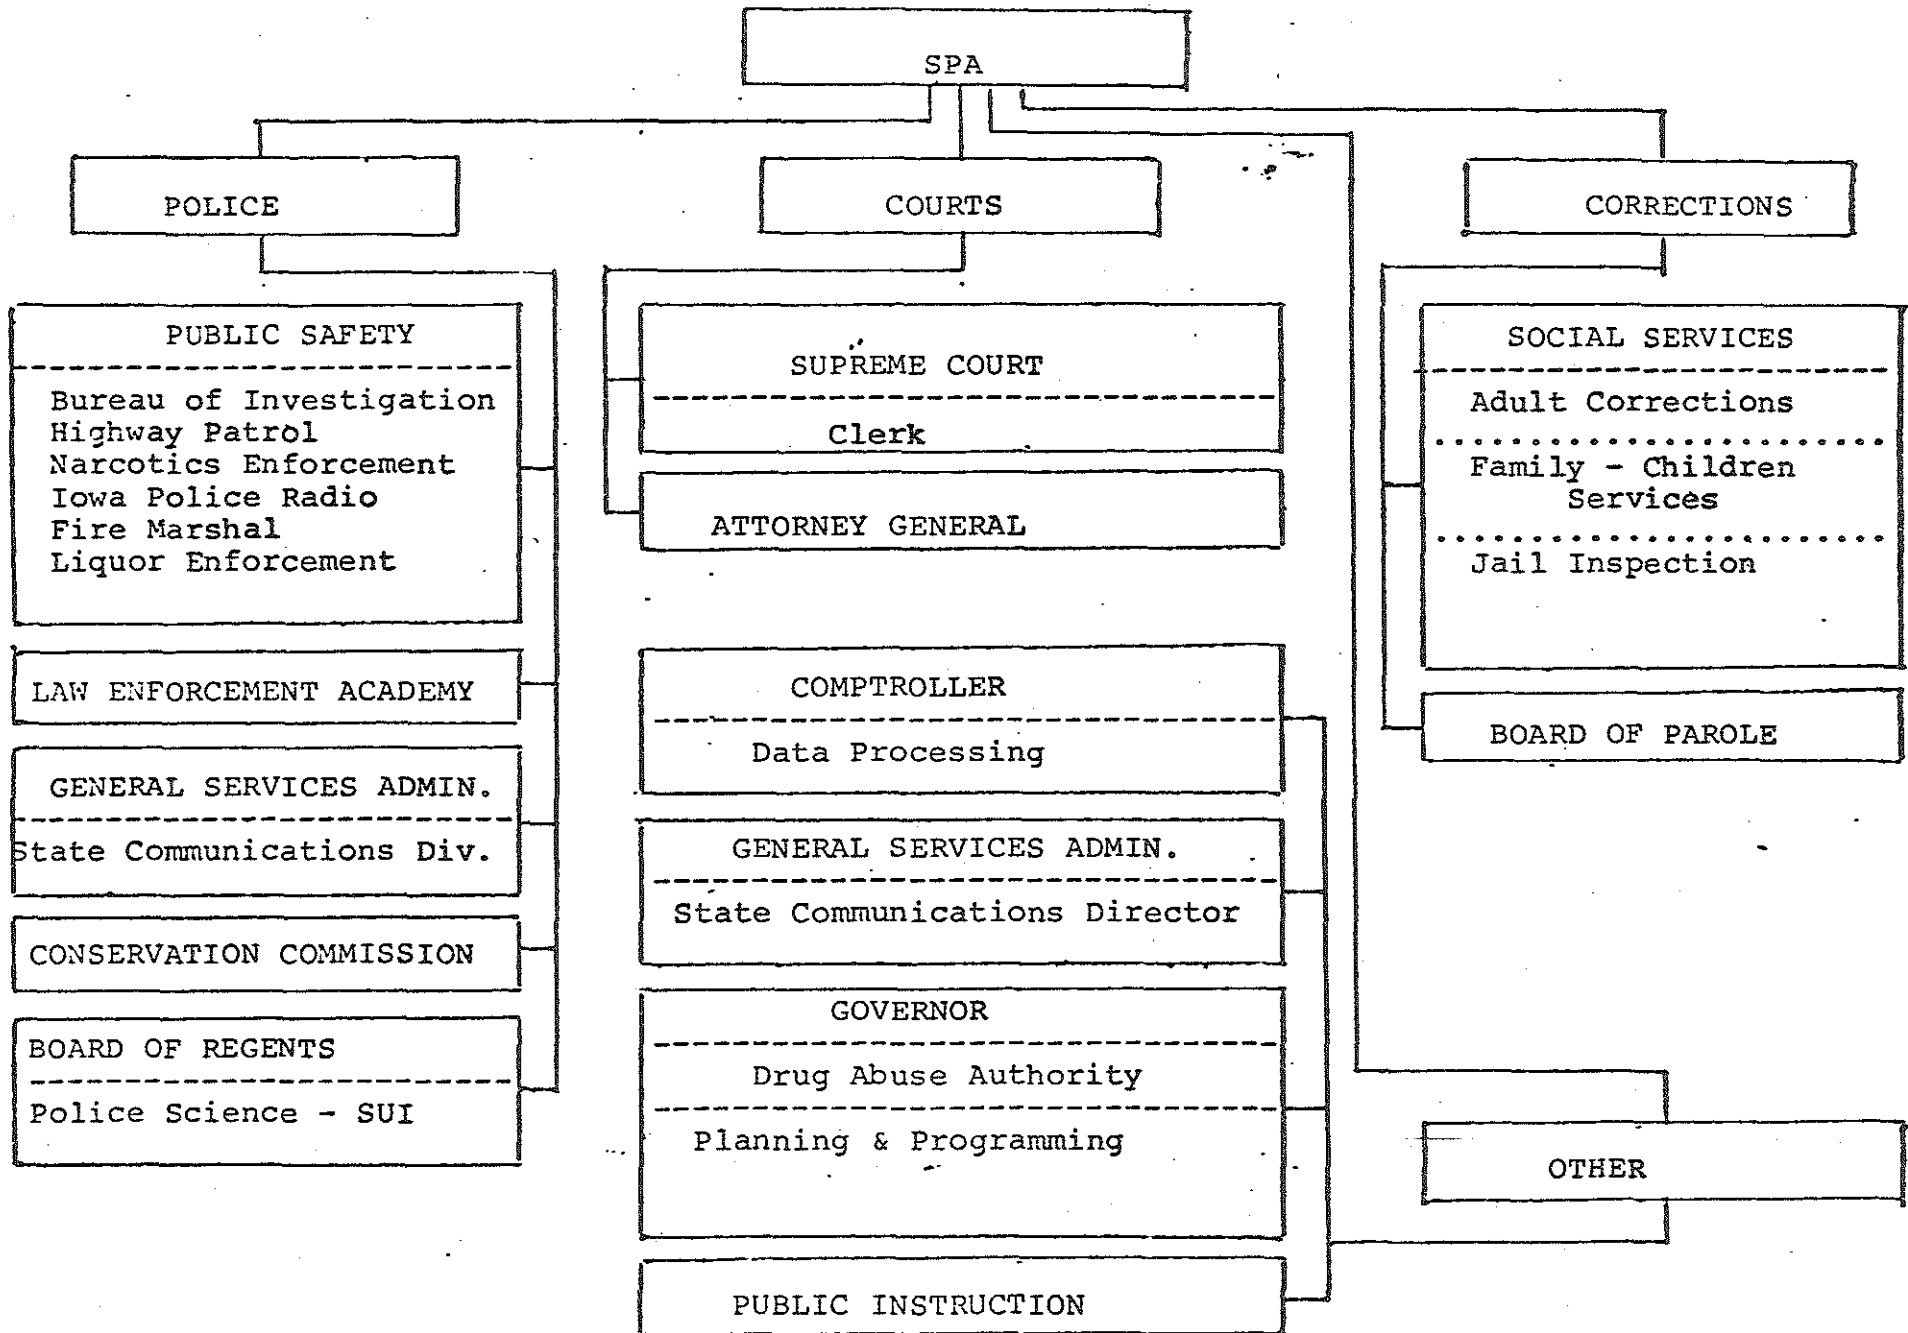 SPA
POLICE
COURTS
CORRECTIONS
PUBLIC SAFETY
Bureau of Investigation
Highway Patrol
Narcotics Enforcement
Iowa Police Radio
Fire Marshal
Liquor Enforcement
LAW ENFORCEMENT ACADEMY
GENERAL SERVICES ADMIN.
State Communications Div.
CONSERVATION COMMISSION
BOARD OF REGENTS
Police Science - SUI
SUPREME COURT
Clerk
ATTORNEY GENERAL
SOCIAL SERVICES
Adult Corrections
Family - Children
Services
Jail Inspection
BOARD OF PAROLE
OTHER
COMPTROLLER
Data Processing
GENERAL SERVICES ADMIN.
State Communications Director
GOVERNOR
Drug Abuse Authority
Planning & Programming
PUBLIC INSTRUCTION